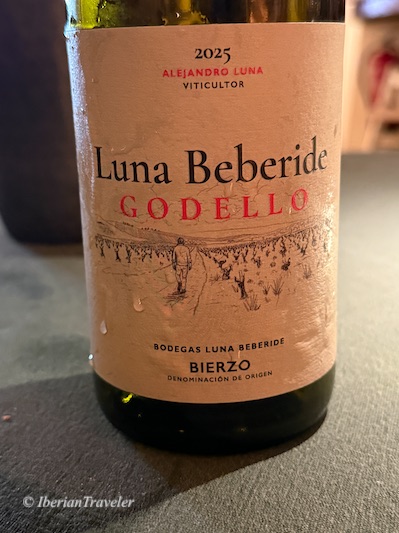 2025
ALEJANDRO LUNA
VITICULTOR
Luna Beberide
GODELLO
BODEGAS LUNA BEBERIDE
BIERZO
DENOMINACIÓN DE ORIGEN
© IberianTraveler